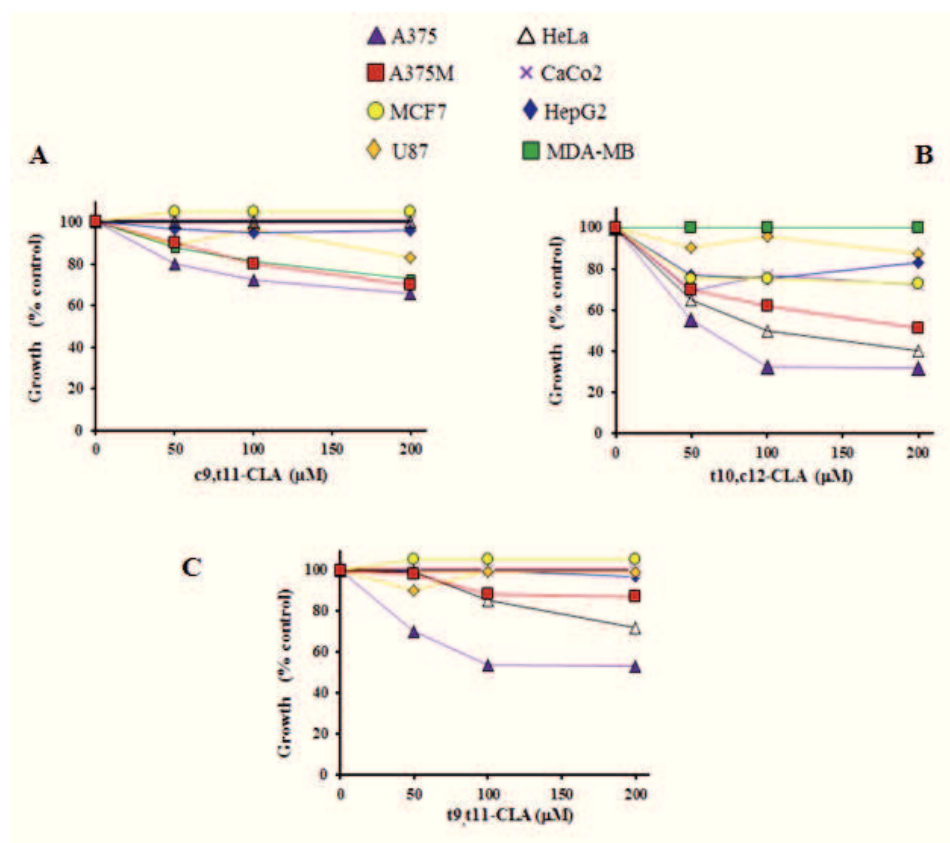 A375 HeLa
A375M CaCo2
MCF7 HepG2
U87 MDA-MB
A
B
Growth (% control)
100
80
60
40
20
0
0 50 100 150 200
c9,t11-CLA (μM)
Growth (% control)
100
80
60
40
20
0
0 50 100 150 200
t10,c12-CLA (μM)
C
Growth (% control)
100
80
60
40
20
0
0 50 100 150 200
t9,t11-CLA (μM)